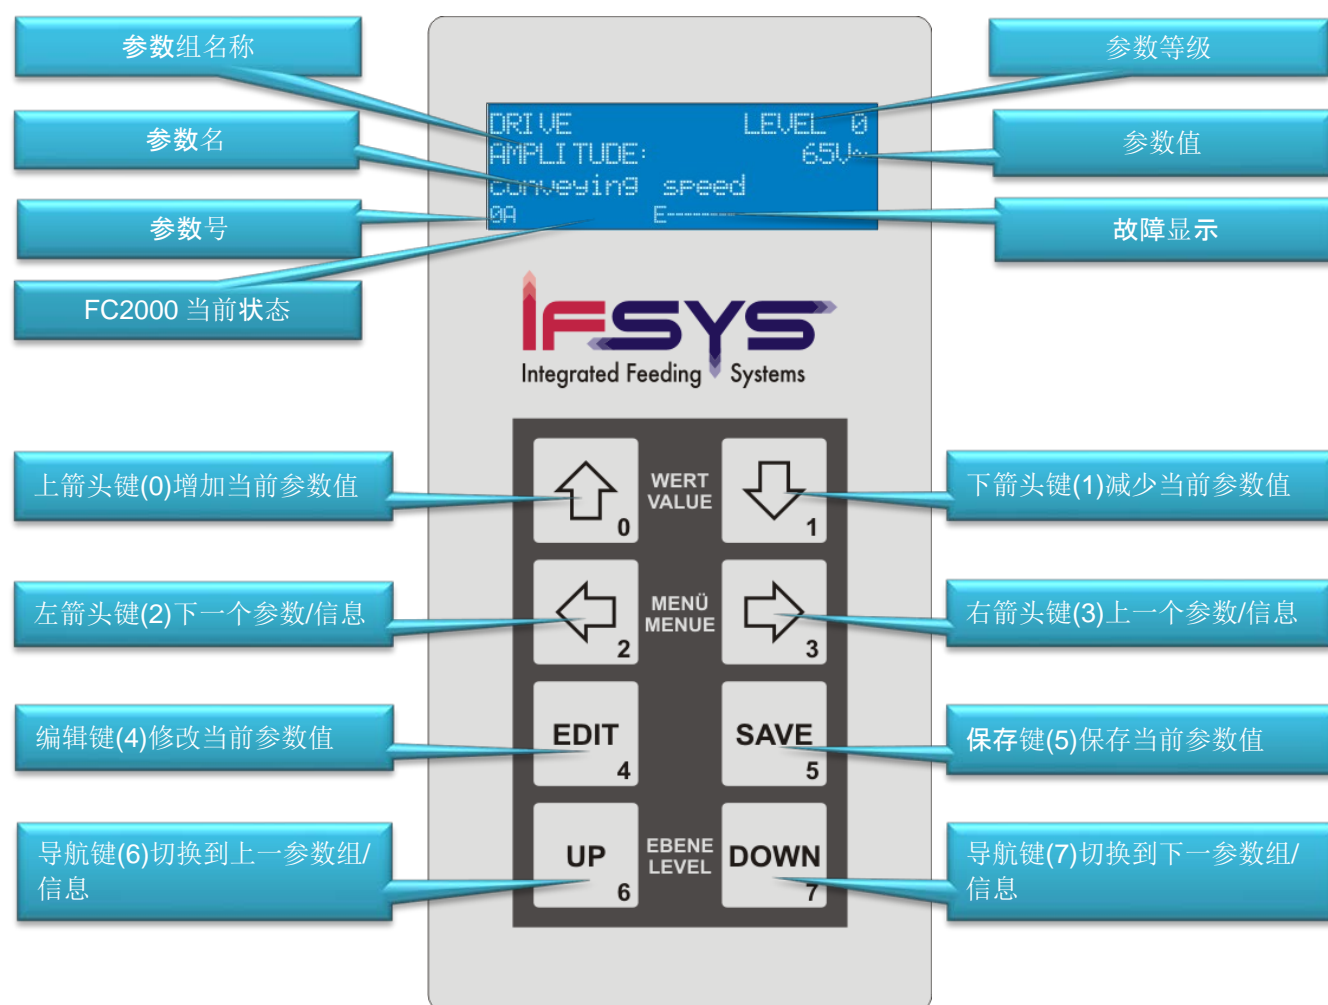 参数组名称
参数等级
DRIVE LEVEL 0
参数名
AMPLITUDE: 65V~
参数值
conveying speed
参数号
0A E-------
故障显示
FC2000 当前状态
IFSYS
Integrated Feeding Systems
上箭头键(0)增加当前参数值
0
WERT
VALUE
1
下箭头键(1)减少当前参数值
左箭头键(2)下一个参数/信息
2
MENÜ
MENUE
3
右箭头键(3)上一个参数/信息
编辑键(4)修改当前参数值
EDIT
4
SAVE
5
保存键(5)保存当前参数值
导航键(6)切换到上一参数组/
信息
UP
6
EBENE
LEVEL
DOWN
7
导航键(7)切换到下一参数组/
信息